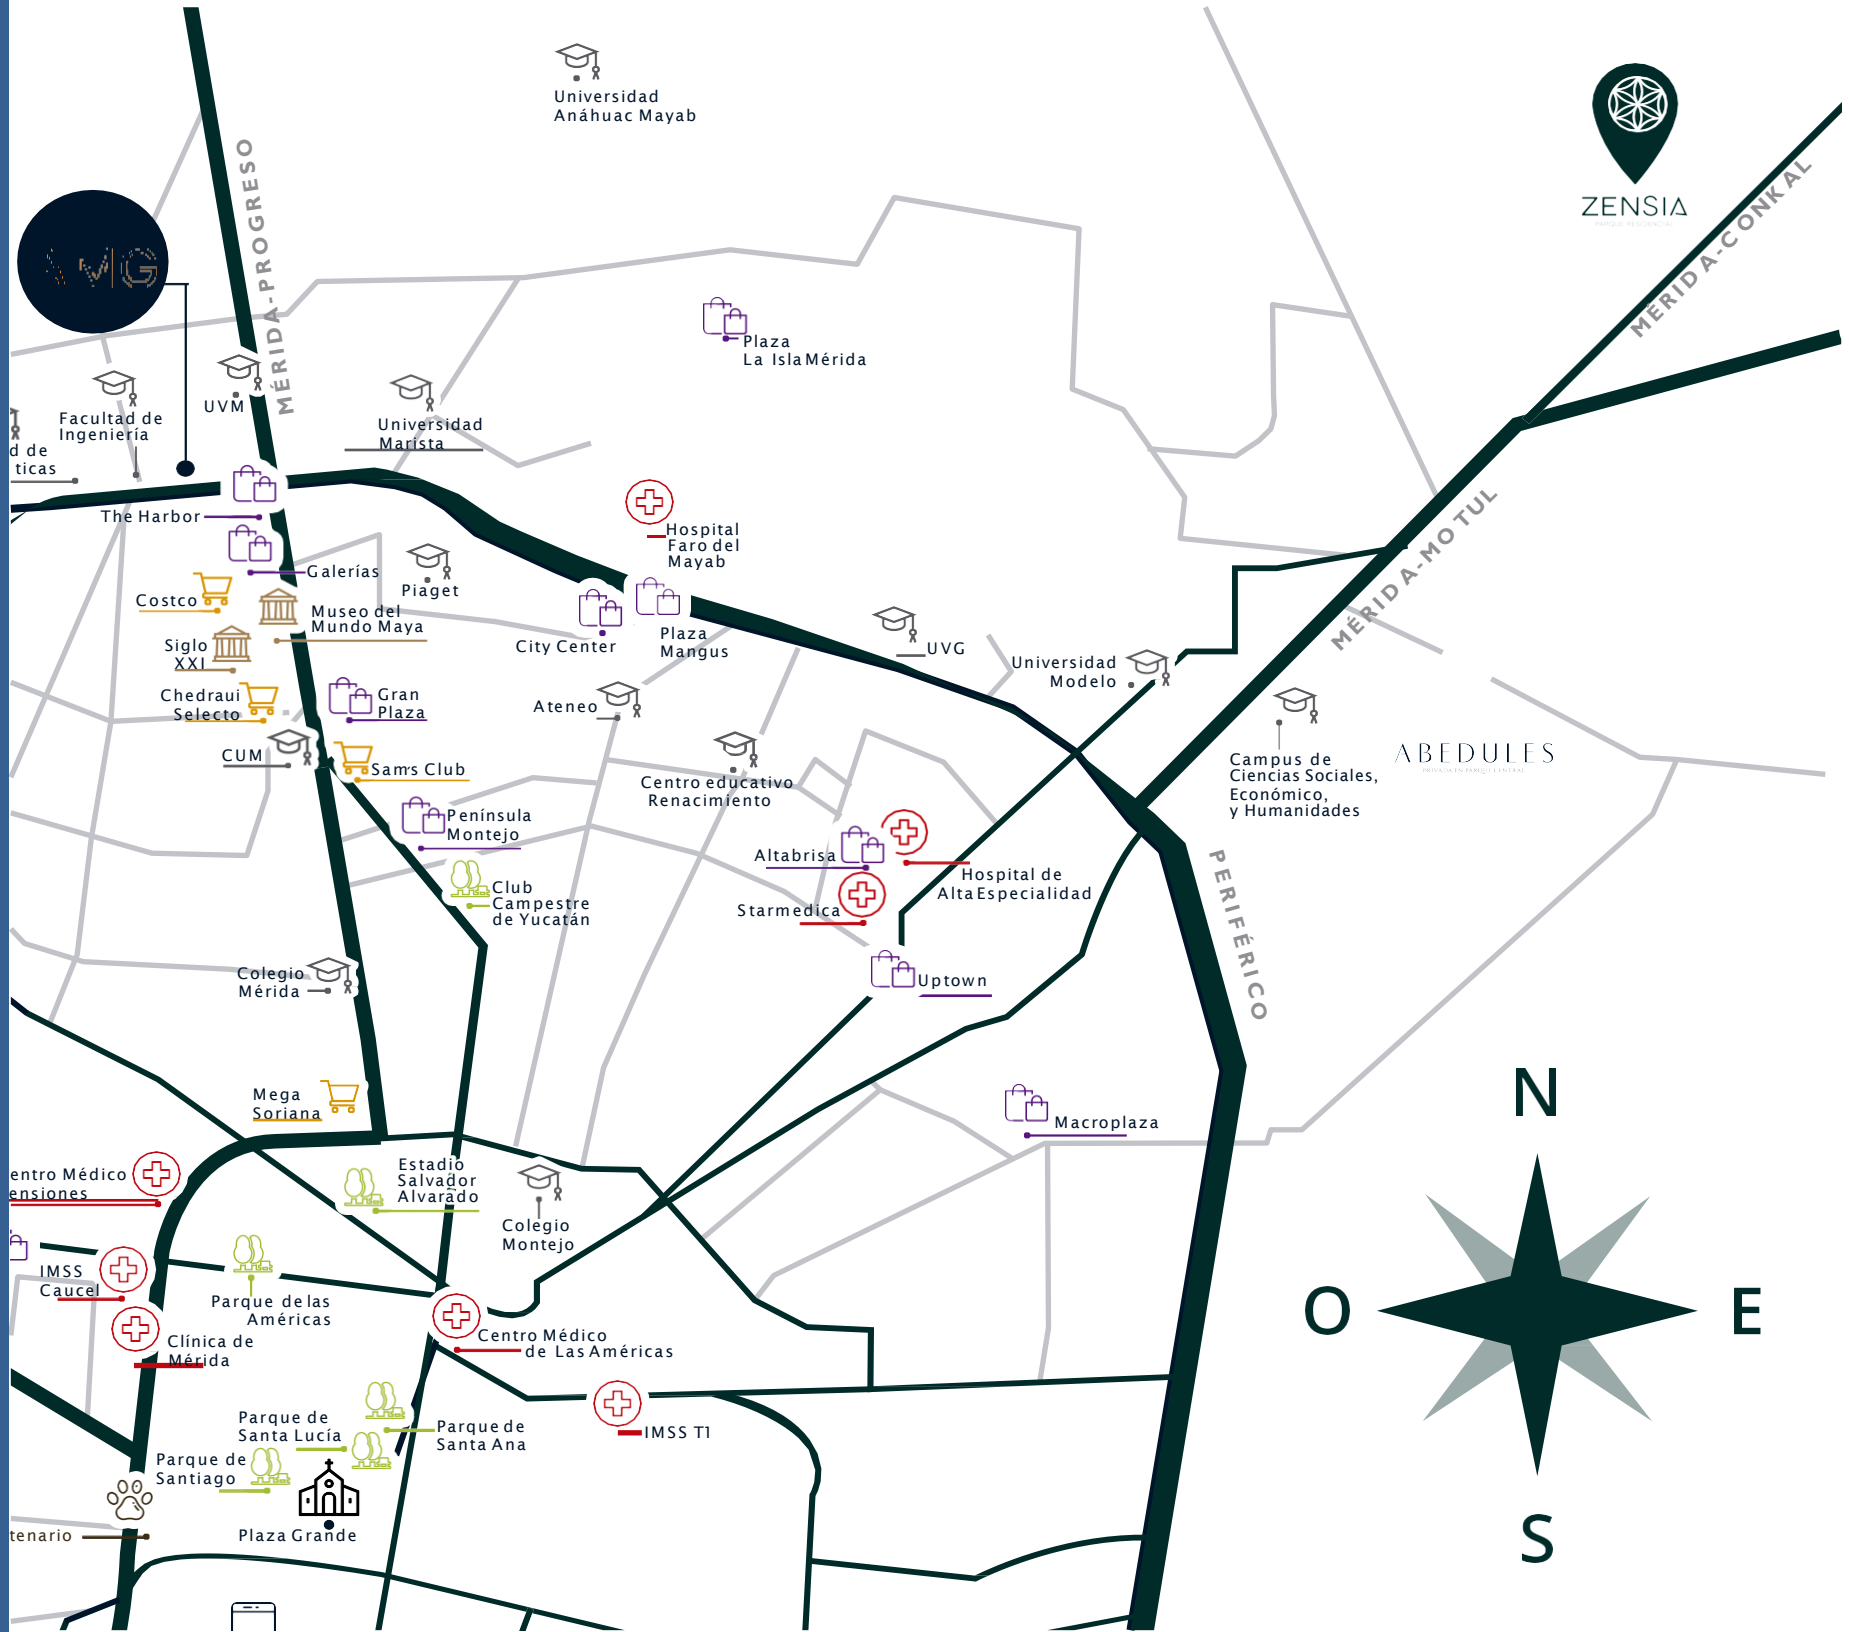 Universidad
Anáhuac Mayab
ZENSIA
MÉRIDA-CONKAL
MÉRIDA-PROGRESO
Plaza
La Isla Mérida
UVM
Facultad de
Ingeniería
Universidad
Marista
d de
ticas
The Harbor
Hospital
Faro del
Mayab
MÉRIDA-MOTUL
Galerías
Piaget
Costco
Museo del
Mundo Maya
Siglo
XXI
City Center
Plaza
Mangus
UVG
Universidad
Modelo
Chedraui
Selecto
Gran
Plaza
Ateneo
CUM
Sam's Club
Centro educativo
Renacimiento
Campus de
Ciencias Sociales,
Económico,
y Humanidades
ABEDULES
PRIVADA EN PARQUE CENTRAL
Península
Montejo
Altabrisa
Hospital de
Alta Especialidad
Club
Campestre
de Yucatán
Starmedica
PERIFÉRICO
Colegio
Mérida
Uptown
Mega
Soriana
Macroplaza
N
entro Médico
ensiones
Estadio
Salvador
Alvarado
Colegio
Montejo
IMSS
Caucel
Parque de las
Américas
O
E
Clínica de
Mérida
Centro Médico
de Las Américas
Parque de
Santa Lucía
Parque de
Santa Ana
IMSS T1
Parque de
Santiago
S
tenario
Plaza Grande